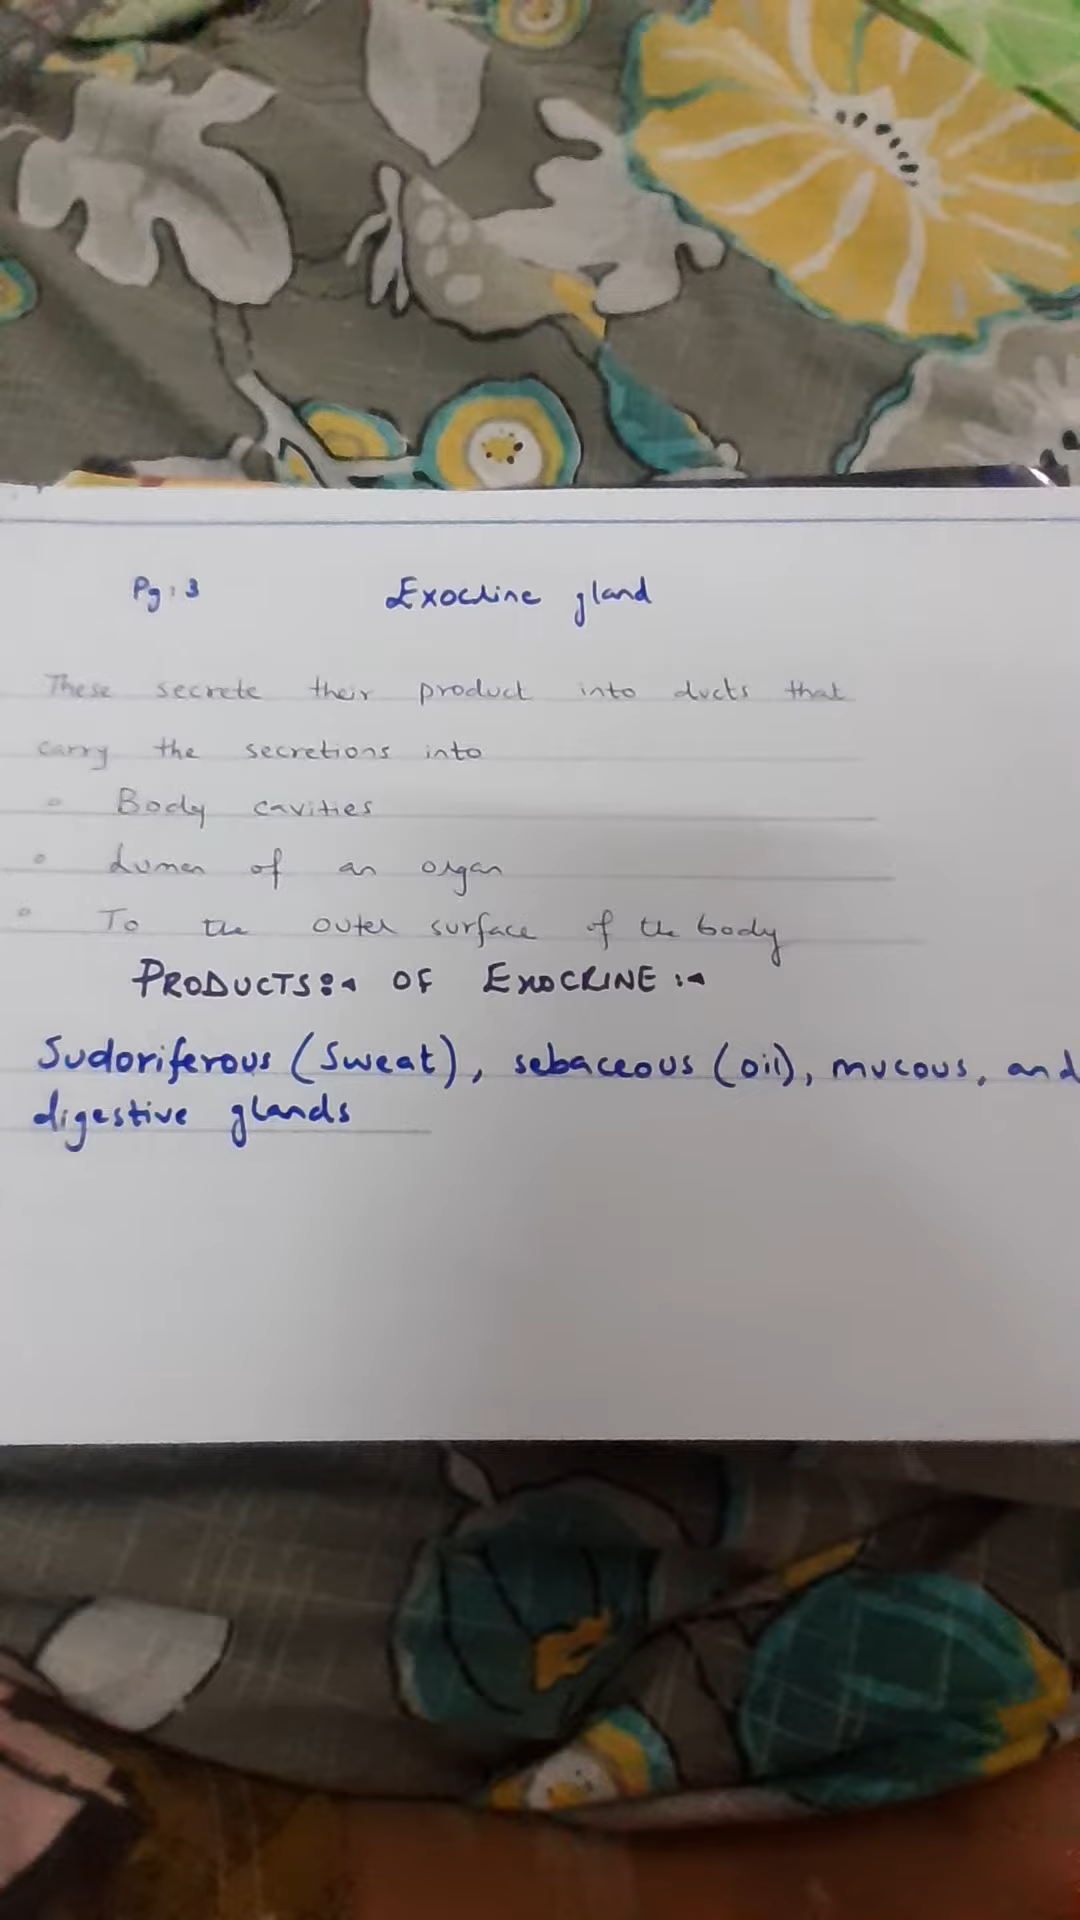 Pg: 3 Exocrine gland
These secrete their product into ducts that
carry the secretions into
◦ Body cavities
◦ Lumen of an organ
◦ To the outer surface of the body
PRODUCTS:- OF EXOCRINE :-
Sudoriferous (Sweat), sebaceous (oil), mucous, and
digestive glands